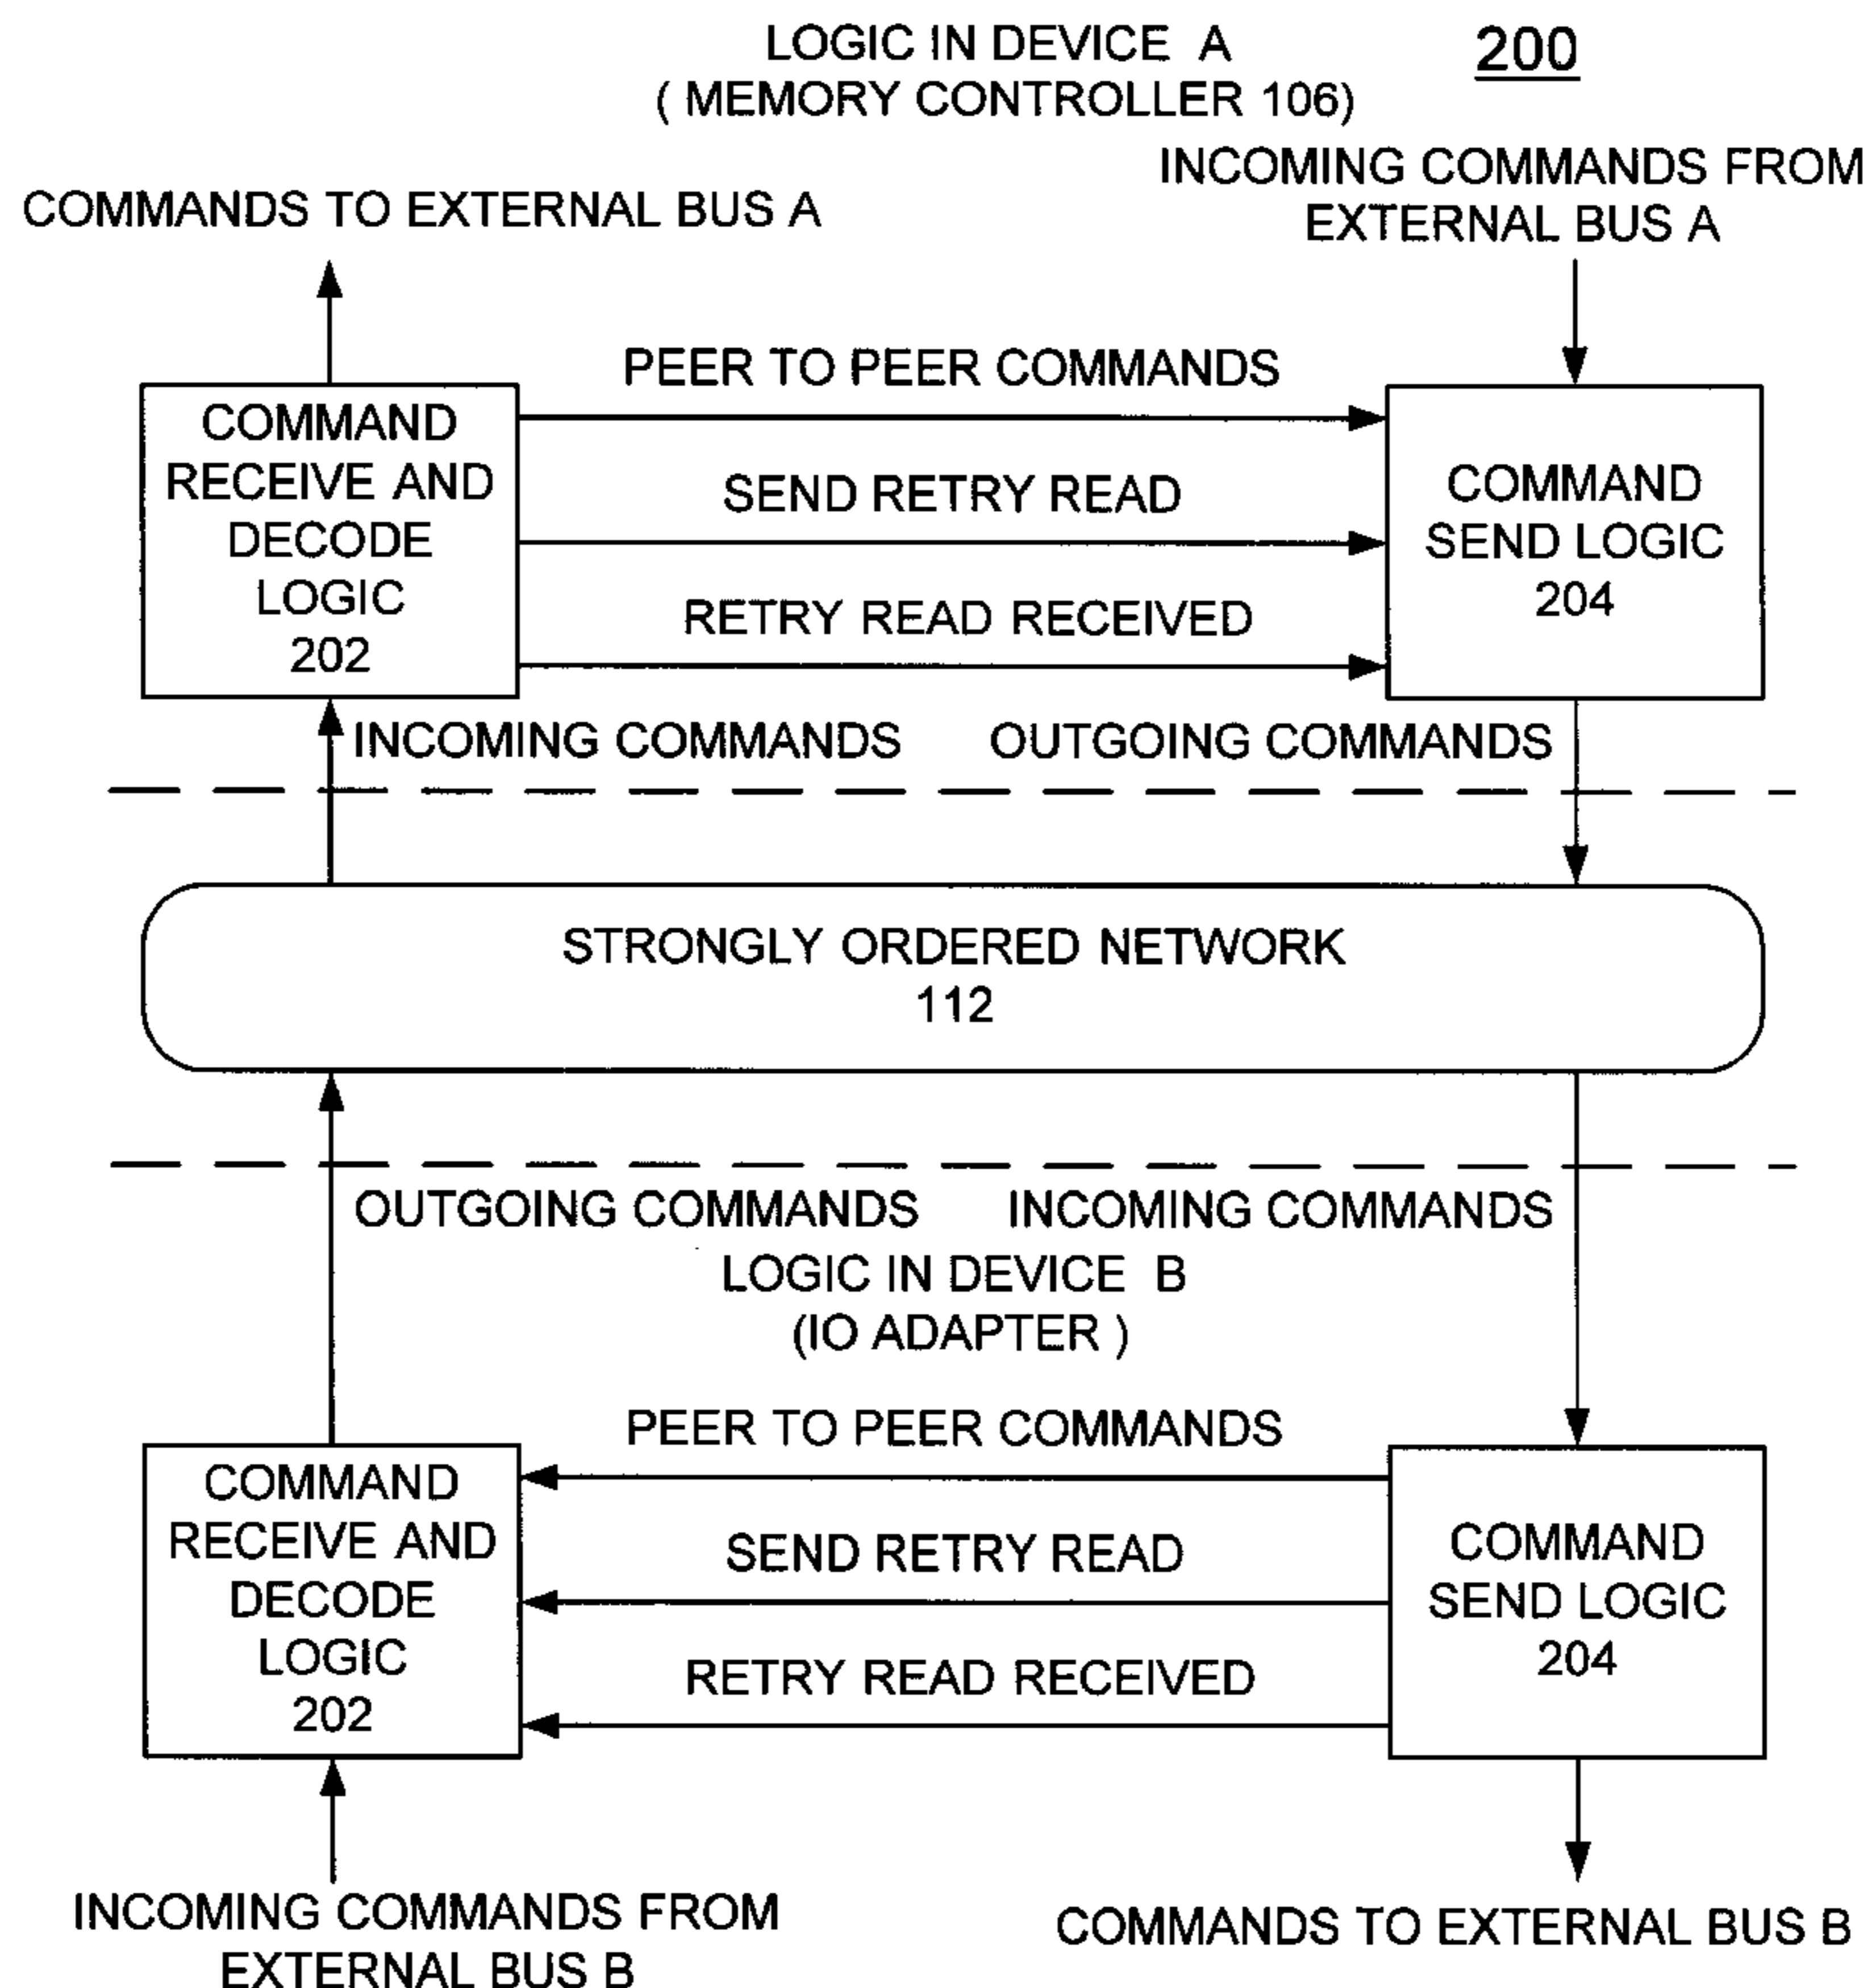 LOGIC IN DEVICE A
( MEMORY CONTROLLER 106)
200
COMMANDS TO EXTERNAL BUS A
INCOMING COMMANDS FROM
EXTERNAL BUS A
COMMAND
RECEIVE AND
DECODE
LOGIC
202
PEER TO PEER COMMANDS
SEND RETRY READ
RETRY READ RECEIVED
COMMAND
SEND LOGIC
204
INCOMING COMMANDS
OUTGOING COMMANDS
STRONGLY ORDERED NETWORK
112
OUTGOING COMMANDS
INCOMING COMMANDS
LOGIC IN DEVICE B
(IO ADAPTER )
COMMAND
RECEIVE AND
DECODE
LOGIC
202
PEER TO PEER COMMANDS
SEND RETRY READ
RETRY READ RECEIVED
COMMAND
SEND LOGIC
204
INCOMING COMMANDS FROM
EXTERNAL BUS B
COMMANDS TO EXTERNAL BUS B